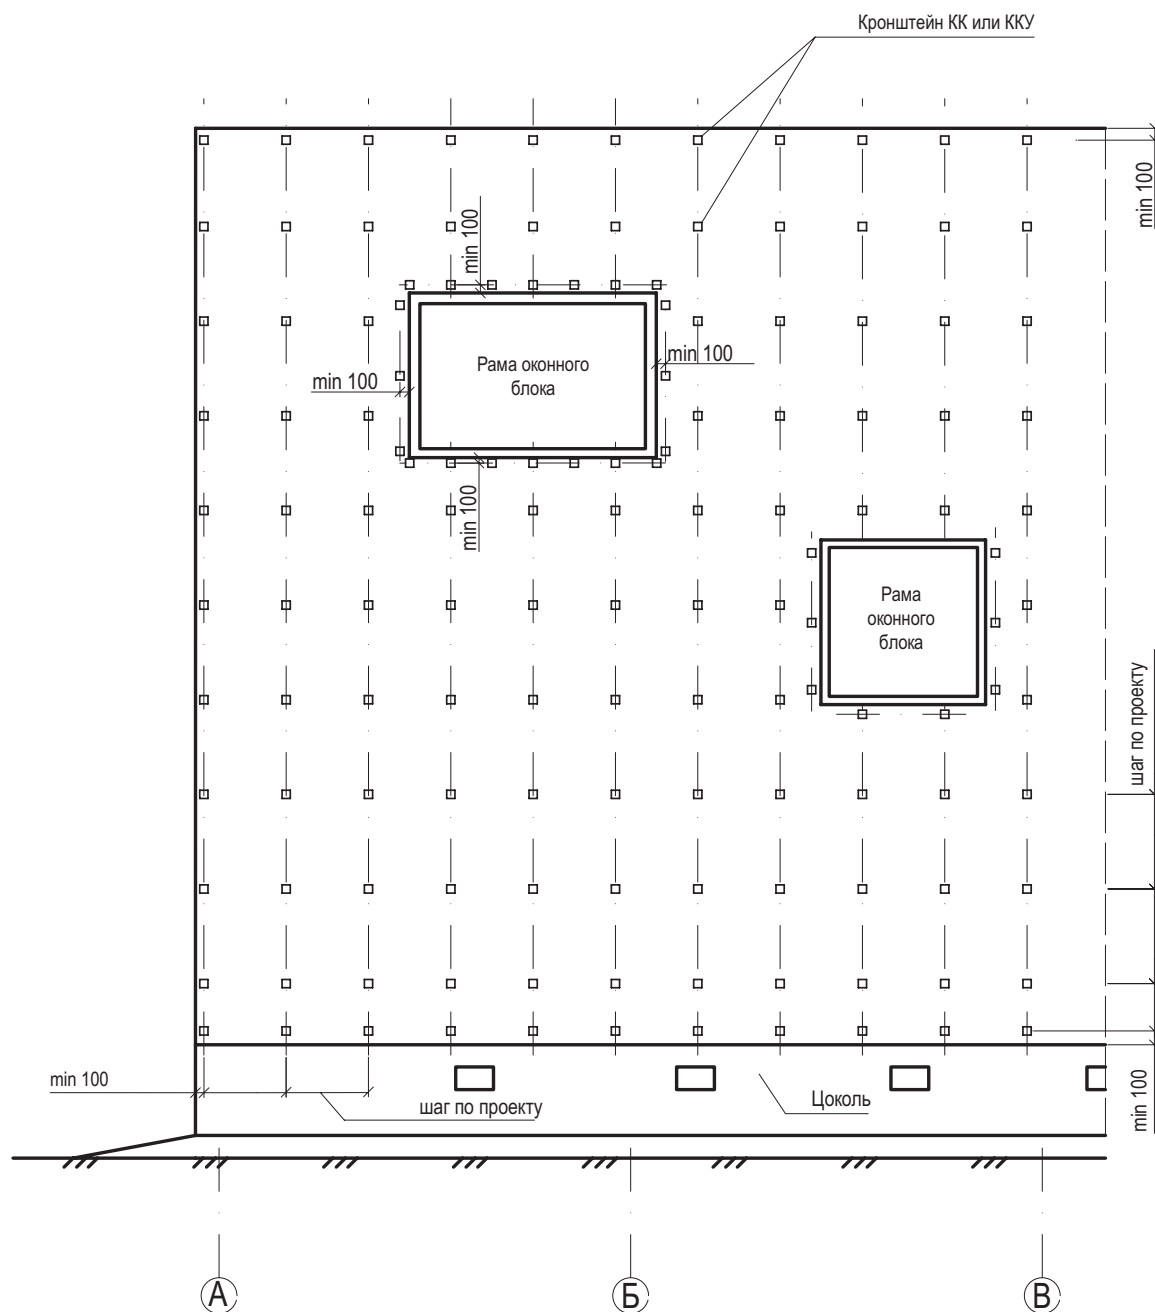 Кронштейн КК или ККУ
min 100
min 100
Рама оконного
блока
min 100
min 100
min 100
Рама
оконного
блока
шаг по проекту
min 100
шаг по проекту
Цоколь
min 100
А
Б
В